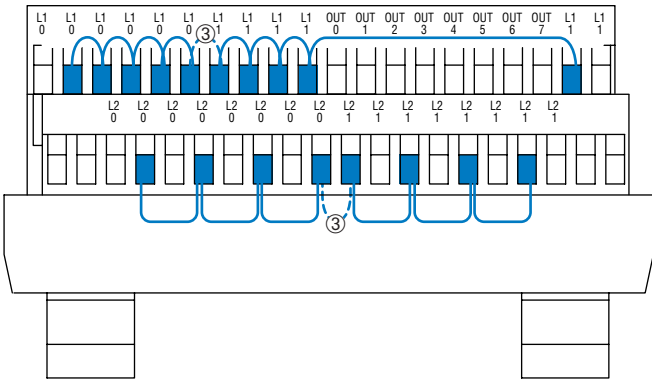 L1 L1 L1 L1 L1 L1 L1 L1 L1 L1 OUT OUT OUT OUT OUT OUT OUT OUT L1 L1
0 0 0 0 0 0 1 1 1 1 0 1 2 3 4 5 6 7 1 1
③
L2 L2 L2 L2 L2 L2 L2 L2 L2 L2 L2 L2 L2 L2 L2 L2
0 0 0 0 0 0 0 0 1 1 1 1 1 1 1 1
③